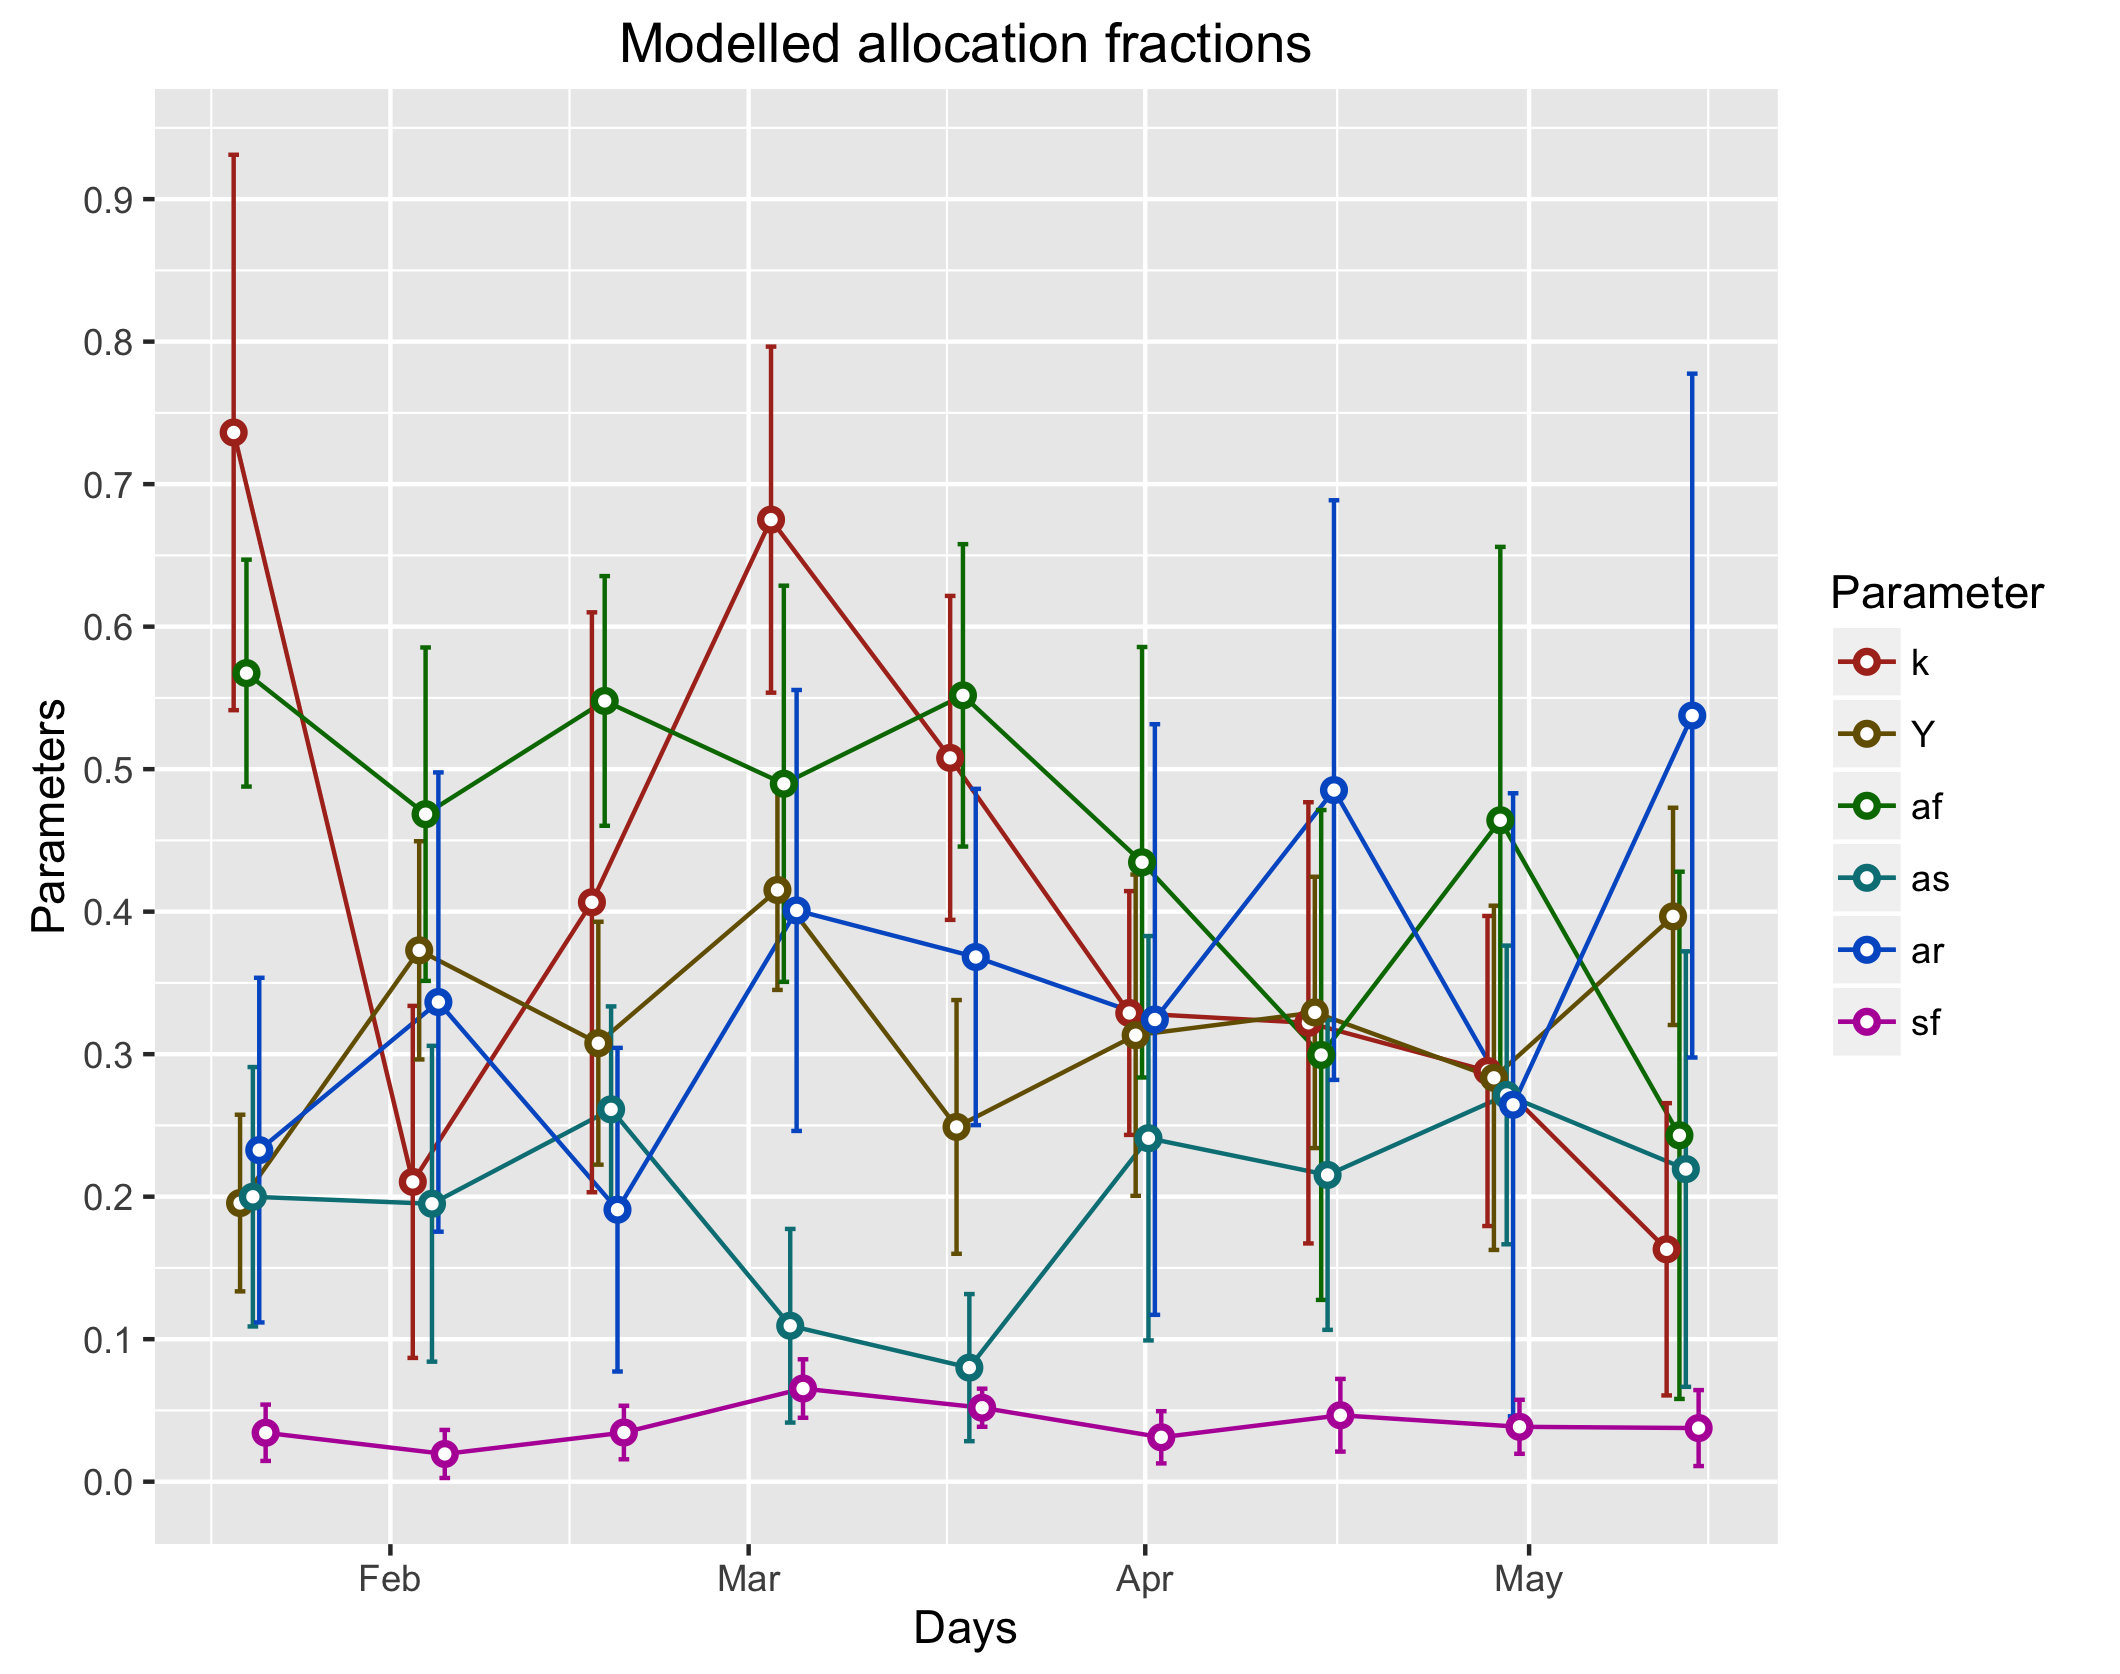 Modelled allocation fractions
Parameters
0.9
0.8
0.7
0.6
0.5
0.4
0.3
0.2
0.1
0.0
Feb Mar Apr May
Days
Parameter
k
Y
af
as
ar
sf